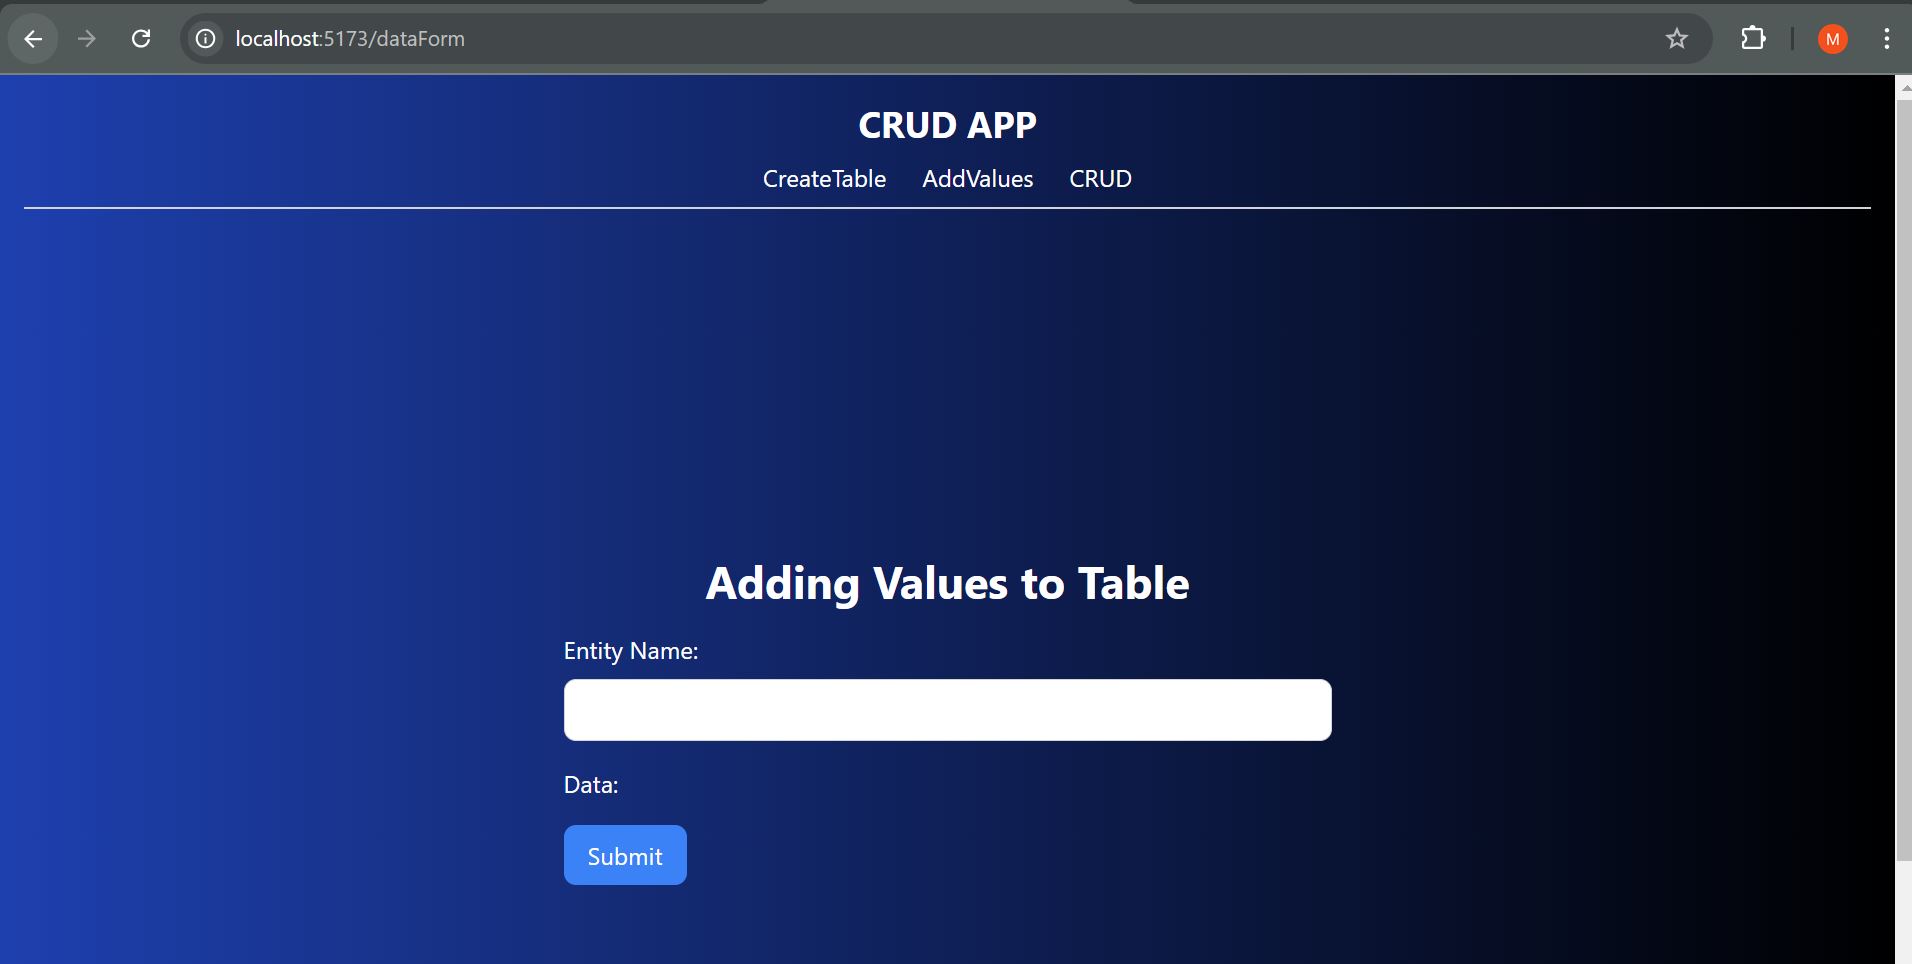 localhost:5173/dataForm
M
CRUD APP
CreateTable AddValues CRUD
Adding Values to Table
Entity Name:
Data:
Submit